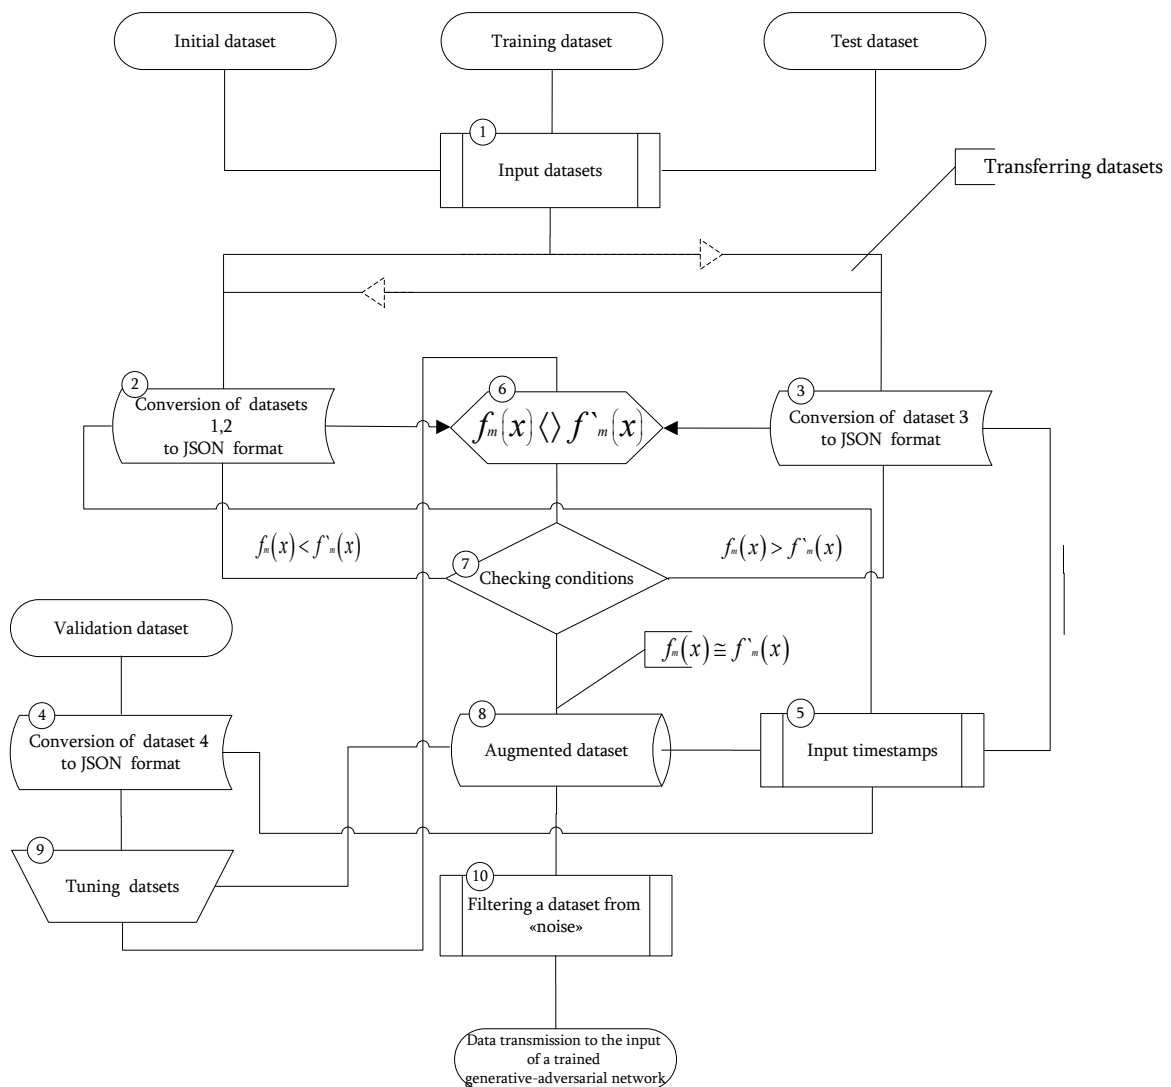 Initial dataset
Training dataset
Test dataset
1
Input datasets
Transferring datasets
2
Conversion of datasets
1,2
to JSON format
6
fm(x)⟨⟩ f`m(x)
3
Conversion of dataset 3
to JSON format
fm(x) < f`m(x)
7
Checking conditions
fm(x) > f`m(x)
Validation dataset
fm(x) ≅ f`m(x)
4
Conversion of dataset 4
to JSON format
8
Augmented dataset
5
Input timestamps
9
Tuning datsets
10
Filtering a dataset from
«noise»
Data transmission to the input
of a trained
generative-adversarial network